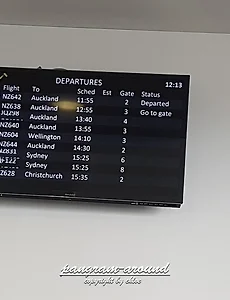 DEPARTURES 12:13
Flight To Sched Est Gate Status
NZ642 Auckland 11:55 2 Departed
NZ638 Auckland 12:55 3 Go to gate
Auckland 13:40 4
NZ640 Auckland 13:55 3
NZ604 Wellington 14:10 3
NZ644 Auckland 14:30 2
Sydney 15:25 6
Sydney 15:25 8
NZ628 Christchurch 15:35 2
panoram-around
copyright by